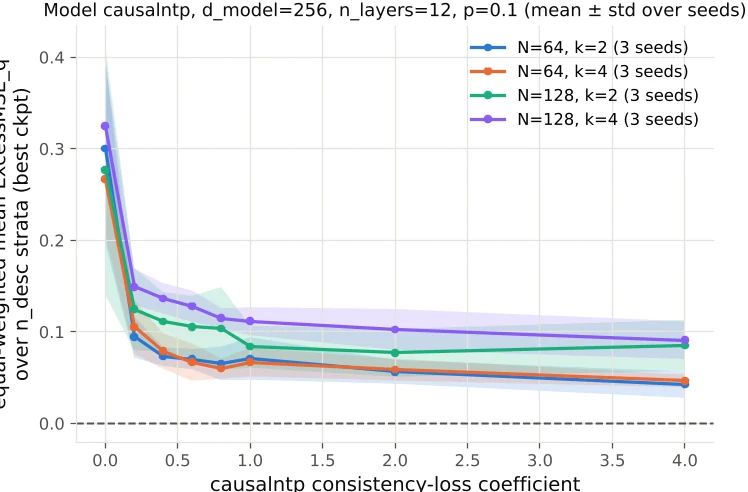 Model causalntp, d_model=256, n_layers=12, p=0.1 (mean ± std over seeds)
N=64, k=2 (3 seeds)
N=64, k=4 (3 seeds)
N=128, k=2 (3 seeds)
N=128, k=4 (3 seeds)
mean
over n_desc strata (best ckpt)
0.4
0.3
0.2
0.1
0.0
0.0 0.5 1.0 1.5 2.0 2.5 3.0 3.5 4.0
causalntp consistency-loss coefficient